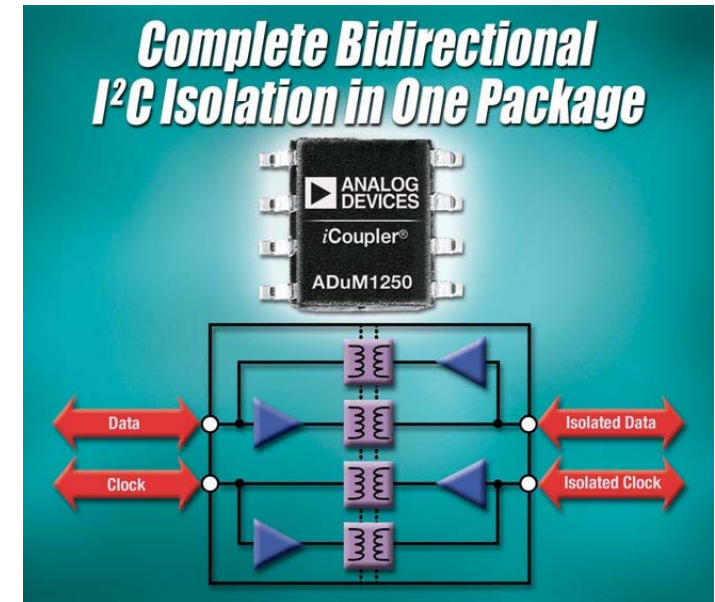 Complete Bidirectional
I²C Isolation in One Package
ANALOG
DEVICES
iCoupler®
ADuM1250
Data
Isolated Data
Clock
Isolated Clock